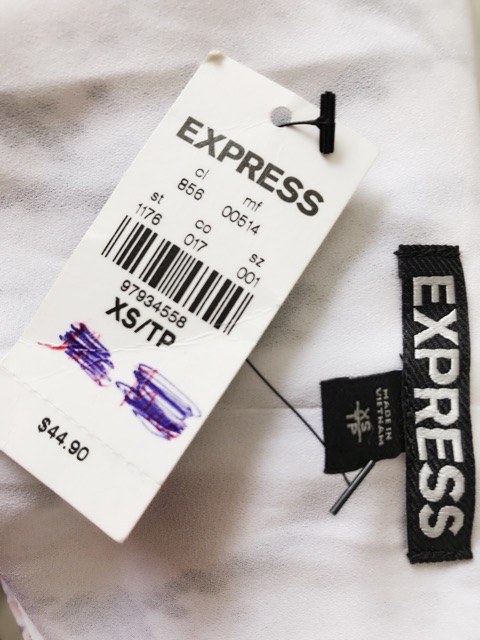 EXPRESS
cl mf
856 00514
st co sz
1176 017 001
97934558
XS/TP
$44.90
EXPRESS
XS
TP
MADE IN
VIETNAM